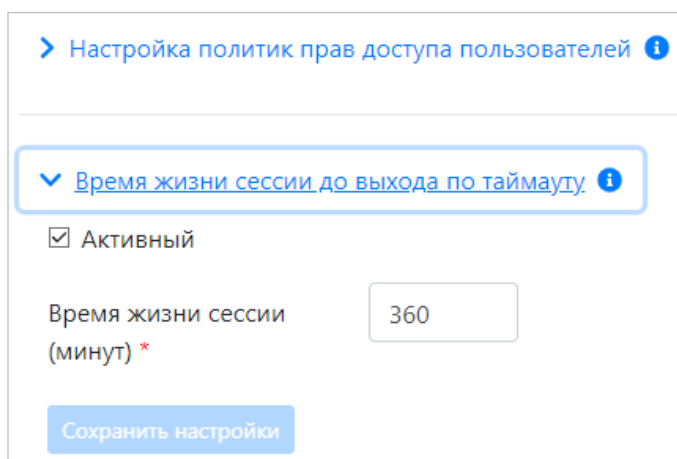 Настройка политик прав доступа пользователей
Время жизни сессии до выхода по таймауту
Активный
Время жизни сессии 360
(минут) *
Сохранить настройки